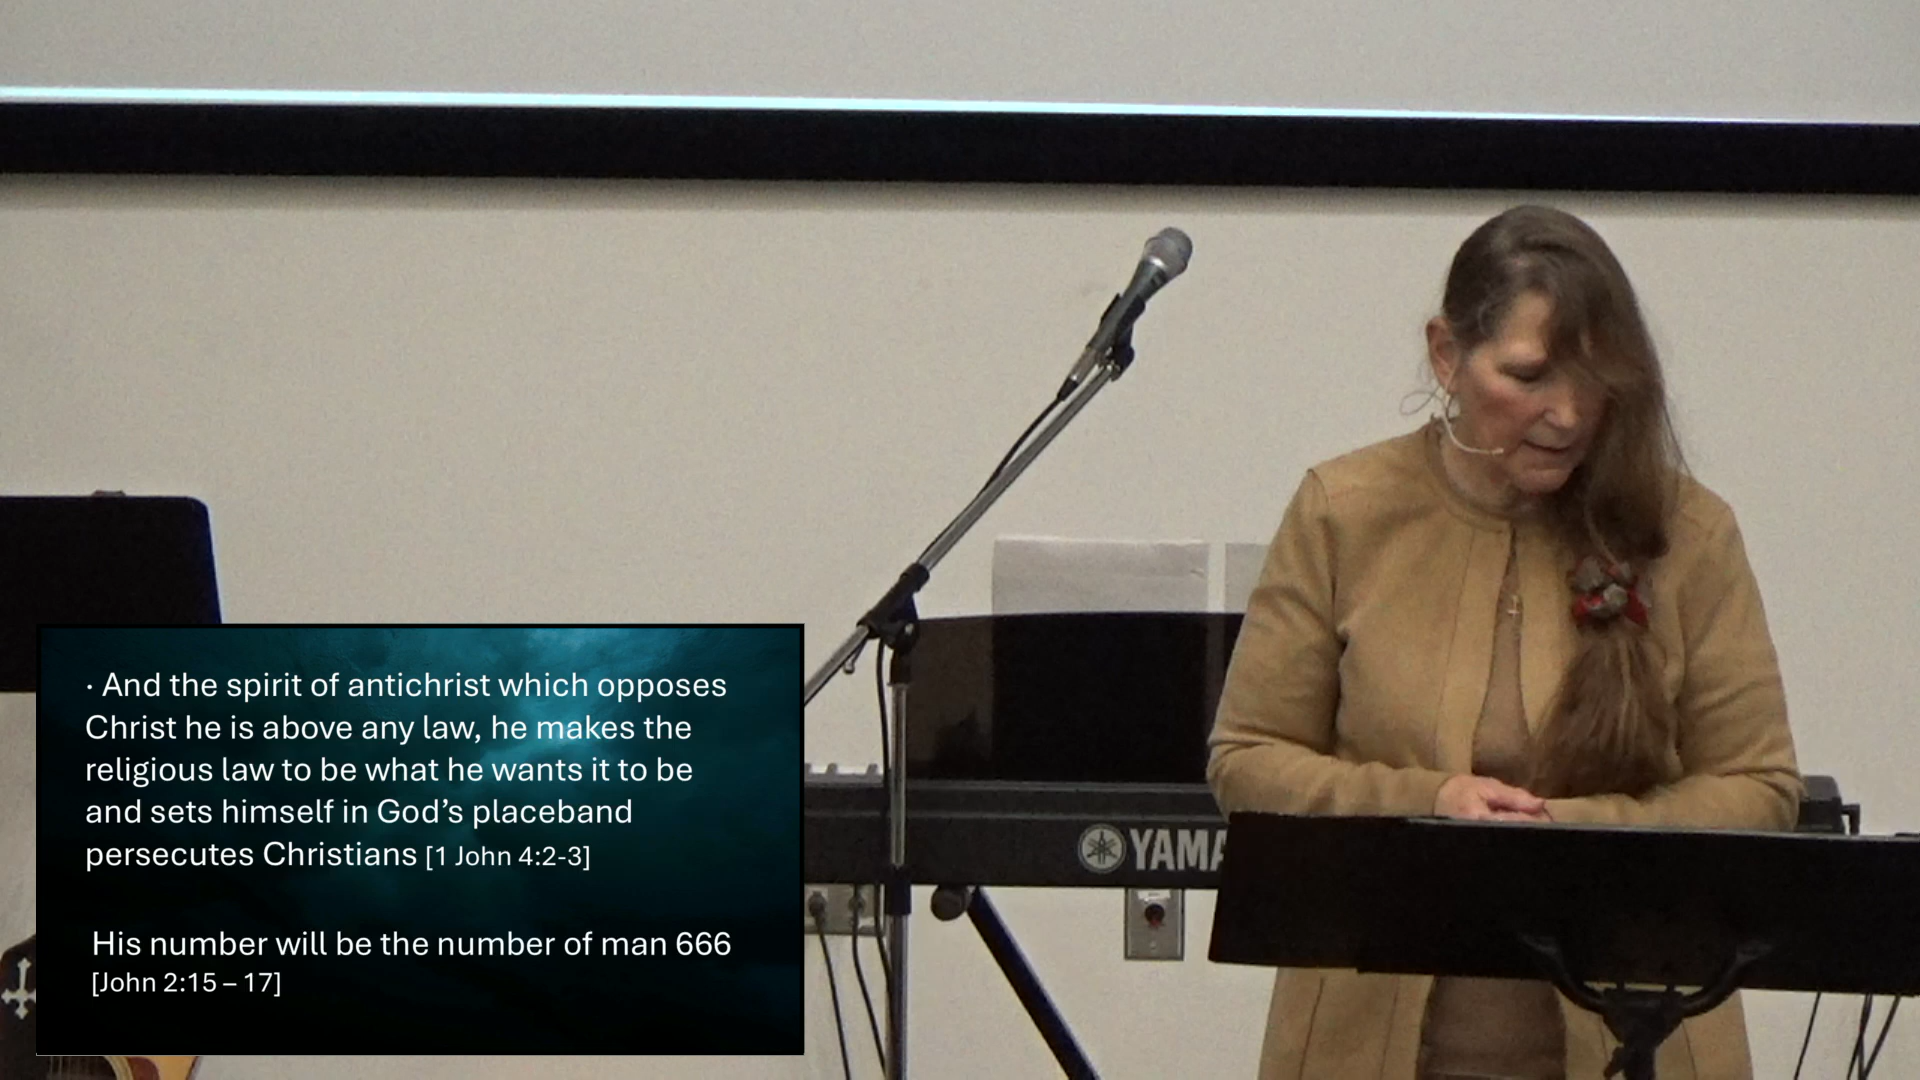 · And the spirit of antichrist which opposes
Christ he is above any law, he makes the
religious law to be what he wants it to be
and sets himself in God’s placeband
persecutes Christians [1 John 4:2-3]
His number will be the number of man 666
[John 2:15 – 17]
YAMA